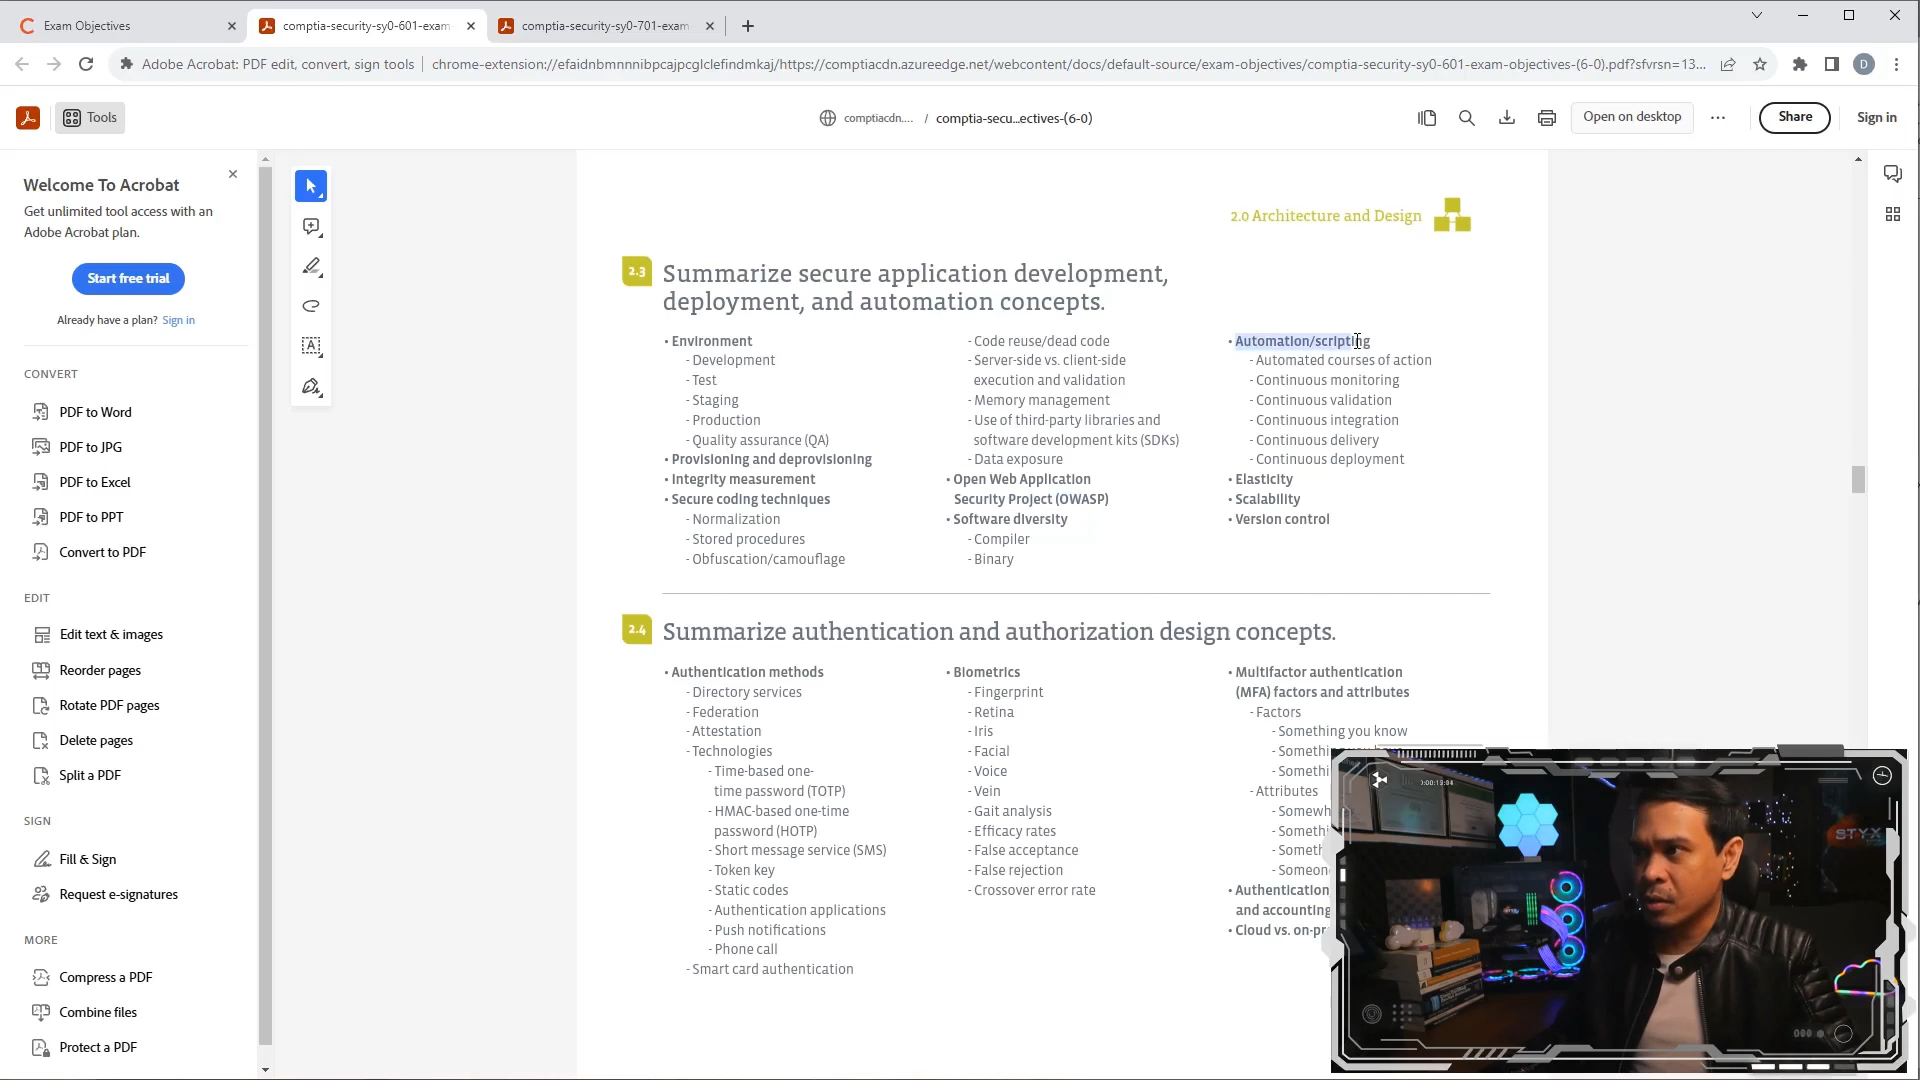 Exam Objectives
comptia-security-sy0-601-exam-
comptia-security-sy0-701-exam
Adobe Acrobat: PDF edit, convert, sign tools
chrome-extension://efaidnbmnnnibpcajpcglclefindmkaj/https://comptiacdn.azureedge.net/webcontent/docs/default-source/exam-objectives/comptia-security-sy0-601-exam-objectives-(6-0).pdf?sfvrsn=13...
D
Tools
comptiacdn....
/ comptia-secu...ectives-(6-0)
Open on desktop
Share
Sign in
Welcome To Acrobat
Get unlimited tool access with an
Adobe Acrobat plan.
Start free trial
Already have a plan? Sign in
CONVERT
PDF to Word
PDF to JPG
PDF to Excel
PDF to PPT
Convert to PDF
EDIT
Edit text & images
Reorder pages
Rotate PDF pages
Delete pages
Split a PDF
SIGN
Fill & Sign
Request e-signatures
MORE
Compress a PDF
Combine files
Protect a PDF
2.0 Architecture and Design
2.3 Summarize secure application development,
deployment, and automation concepts.
• Environment
- Development
- Test
- Staging
- Production
- Quality assurance (QA)
• Provisioning and deprovisioning
• Integrity measurement
• Secure coding techniques
- Normalization
- Stored procedures
- Obfuscation/camouflage
- Code reuse/dead code
- Server-side vs. client-side
execution and validation
- Memory management
- Use of third-party libraries and
software development kits (SDKs)
- Data exposure
• Open Web Application
Security Project (OWASP)
• Software diversity
- Compiler
- Binary
• Automation/scripting
- Automated courses of action
- Continuous monitoring
- Continuous validation
- Continuous integration
- Continuous delivery
- Continuous deployment
• Elasticity
• Scalability
• Version control
2.4 Summarize authentication and authorization design concepts.
• Authentication methods
- Directory services
- Federation
- Attestation
- Technologies
- Time-based one-
time password (TOTP)
- HMAC-based one-time
password (HOTP)
- Short message service (SMS)
- Token key
- Static codes
- Authentication applications
- Push notifications
- Phone call
- Smart card authentication
• Biometrics
- Fingerprint
- Retina
- Iris
- Facial
- Voice
- Vein
- Gait analysis
- Efficacy rates
- False acceptance
- False rejection
- Crossover error rate
• Multifactor authentication
(MFA) factors and attributes
- Factors
- Something you know
- Attributes
• Authentication
and accounting
• Cloud vs.
STYX